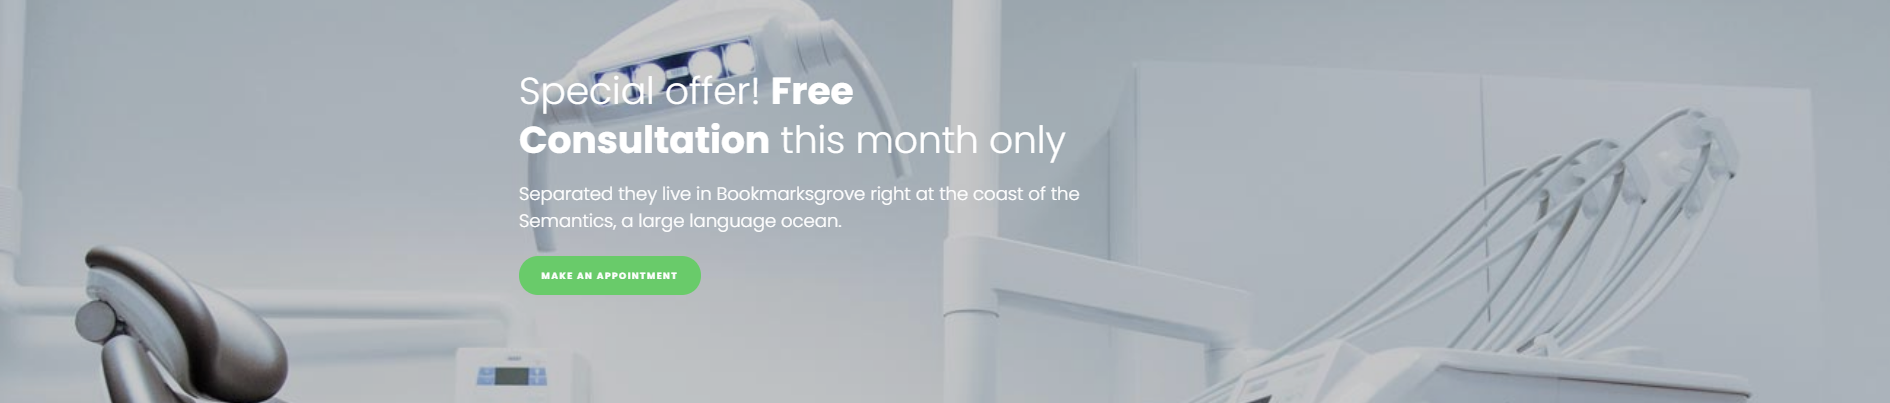 Special offer! Free
Consultation this month only
Separated they live in Bookmarksgrove right at the coast of the
Semantics, a large language ocean.
MAKE AN APPOINTMENT